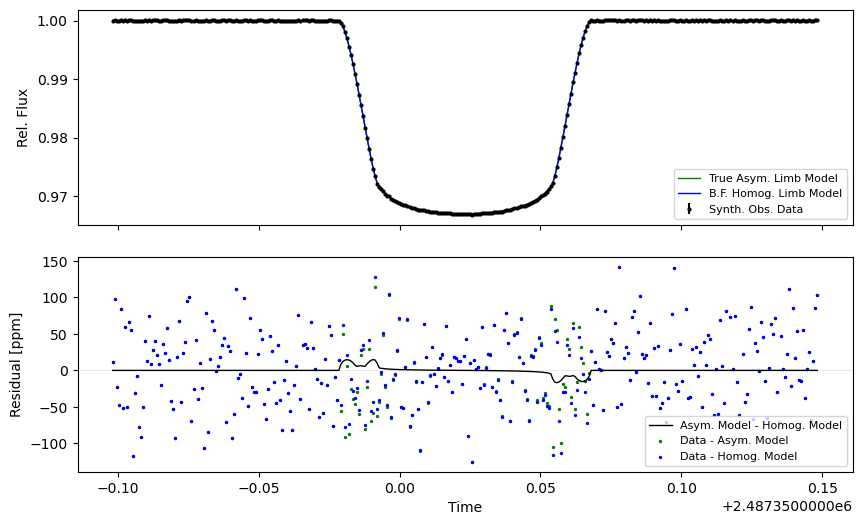 1.00
0.99
0.98
0.97
Rel. Flux
True Asym. Limb Model
B.F. Homog. Limb Model
Synth. Obs. Data
150
100
50
0
−50
−100
Residual [ppm]
Asym. Model - Homog. Model
Data - Asym. Model
Data - Homog. Model
−0.10 −0.05 0.00 0.05 0.10 0.15
Time
+2.4873500000e6